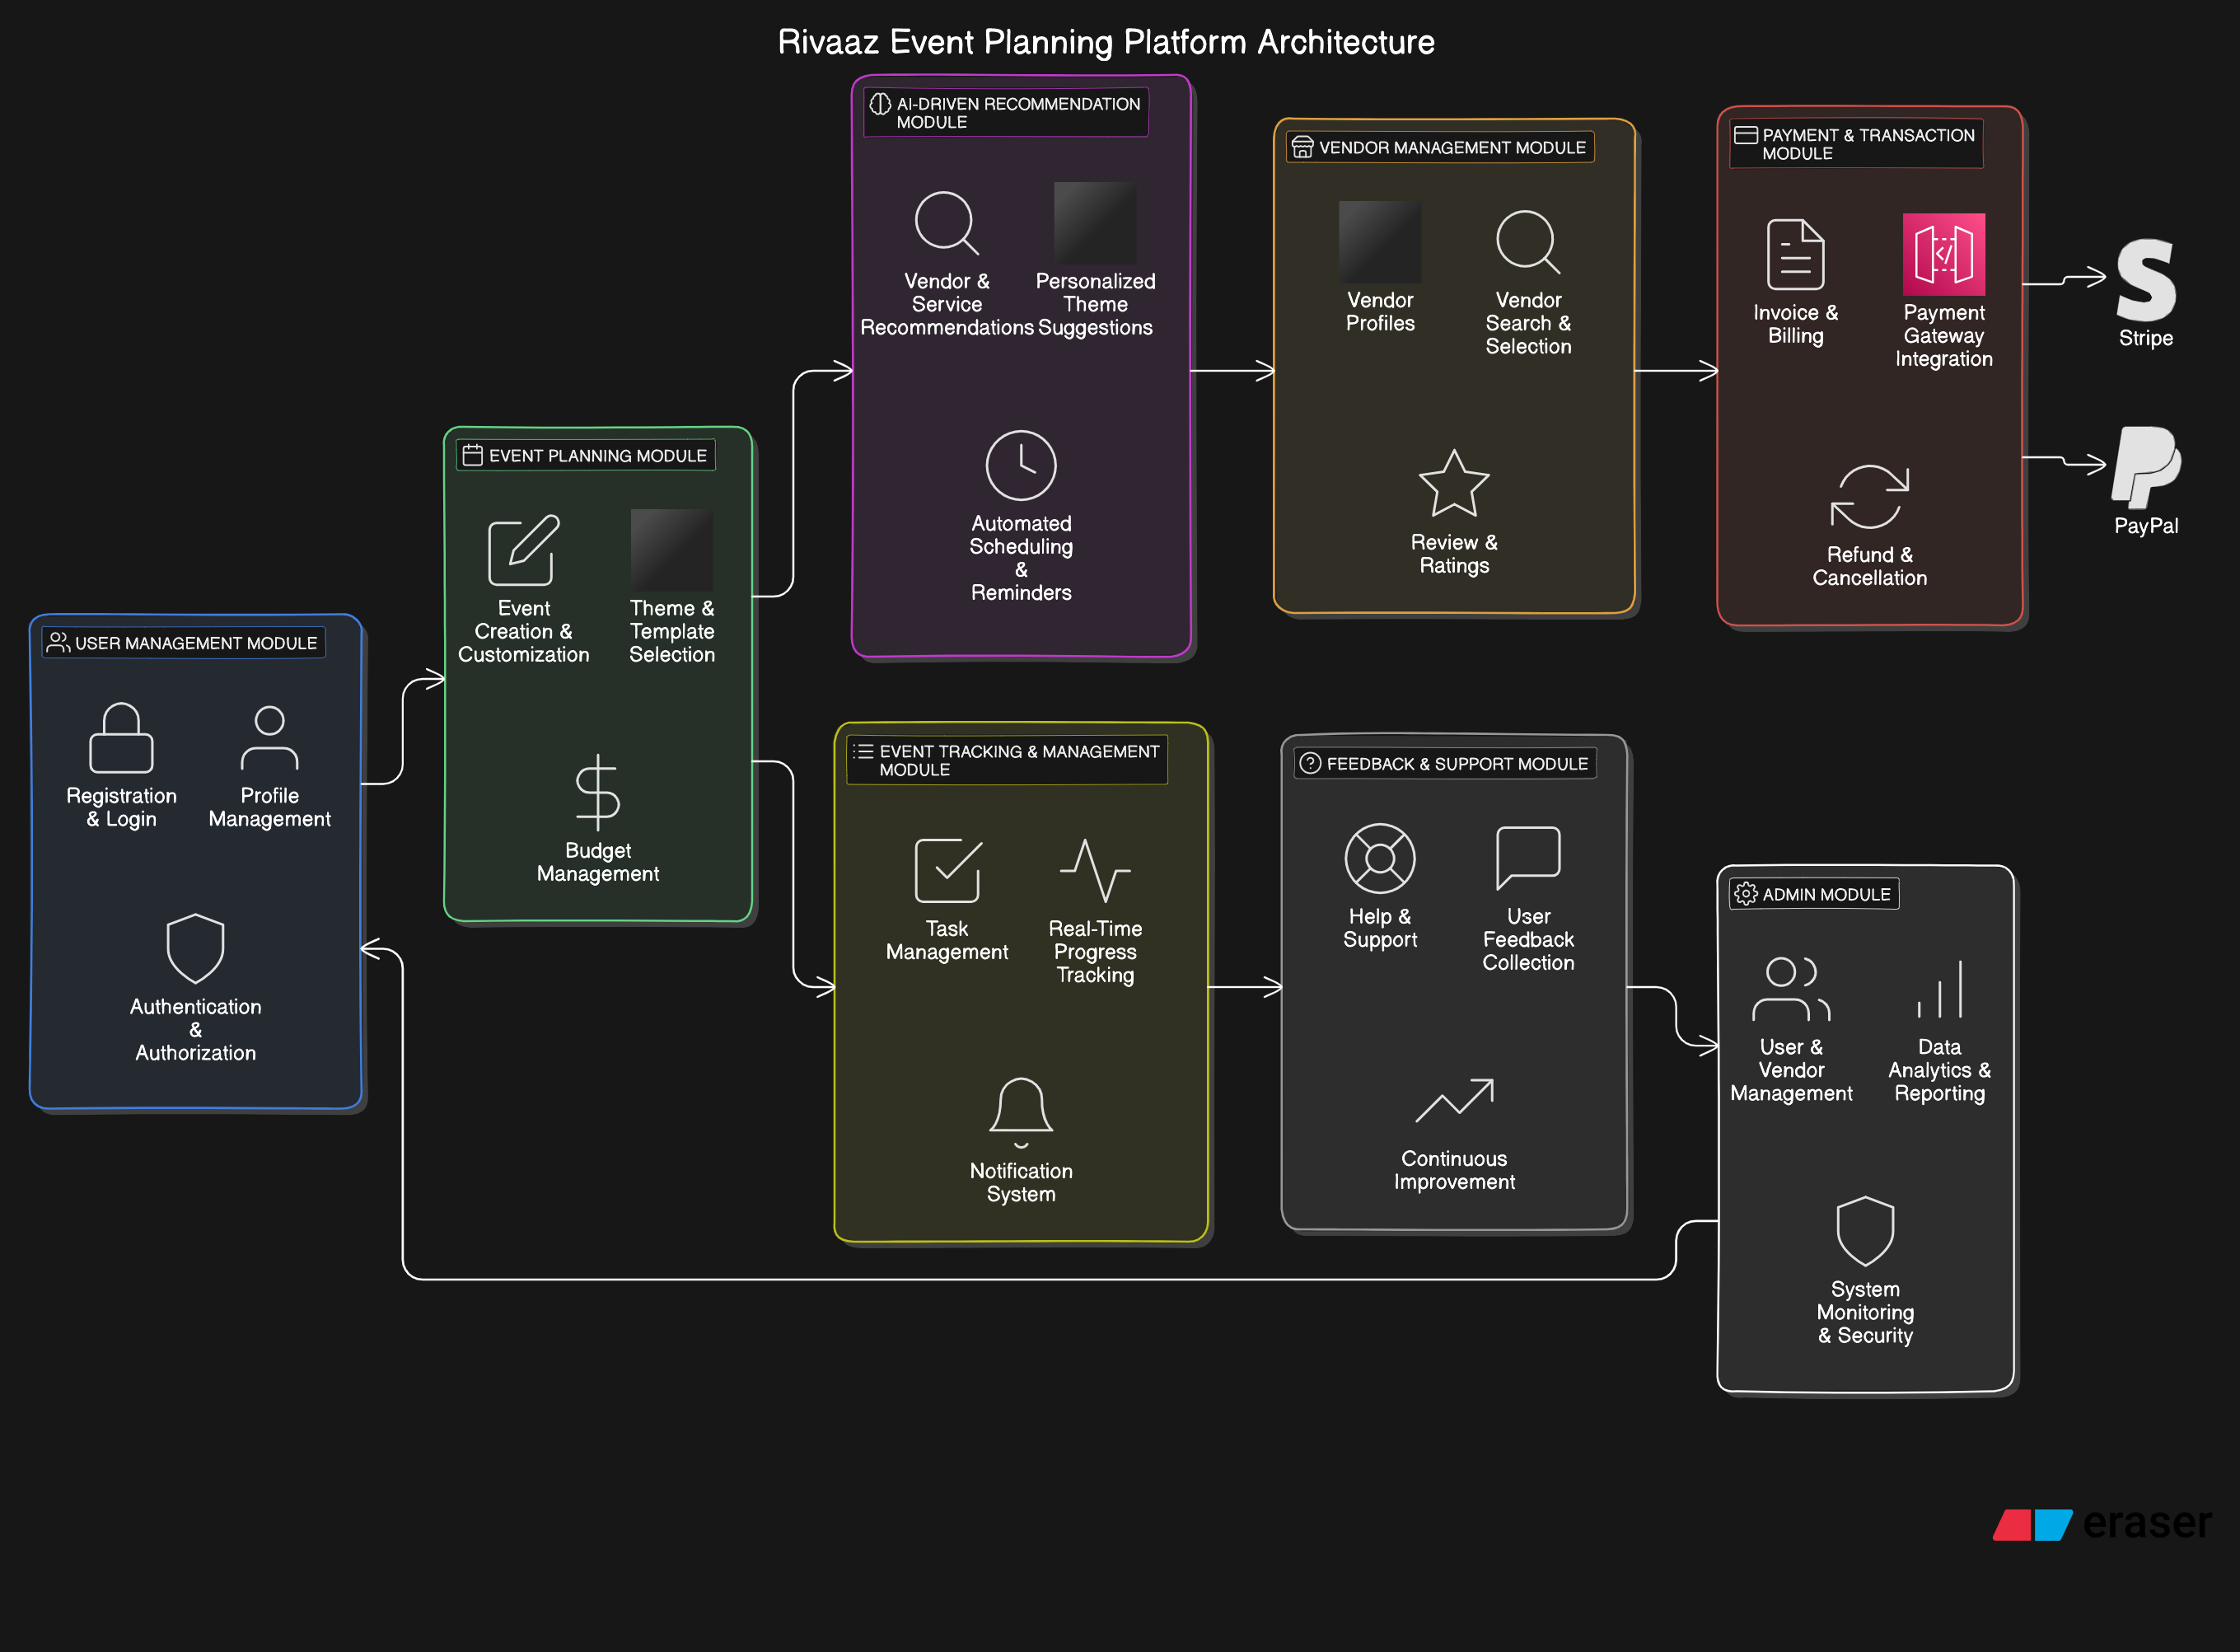 Rivaaz Event Planning Platform Architecture
AI-DRIVEN RECOMMENDATION
MODULE
Vendor &
Service
Recommendations
Personalized
Theme
Suggestions
Automated
Scheduling
&
Reminders
VENDOR MANAGEMENT MODULE
Vendor
Profiles
Vendor
Search &
Selection
Review &
Ratings
PAYMENT & TRANSACTION
MODULE
Invoice &
Billing
Payment
Gateway
Integration
Refund &
Cancellation
Stripe
PayPal
EVENT PLANNING MODULE
Event
Creation &
Customization
Theme &
Template
Selection
Budget
Management
USER MANAGEMENT MODULE
Registration
& Login
Profile
Management
Authentication
&
Authorization
EVENT TRACKING & MANAGEMENT
MODULE
Task
Management
Real-Time
Progress
Tracking
Notification
System
FEEDBACK & SUPPORT MODULE
Help &
Support
User
Feedback
Collection
Continuous
Improvement
ADMIN MODULE
User &
Vendor
Management
Data
Analytics &
Reporting
System
Monitoring
& Security
eraser